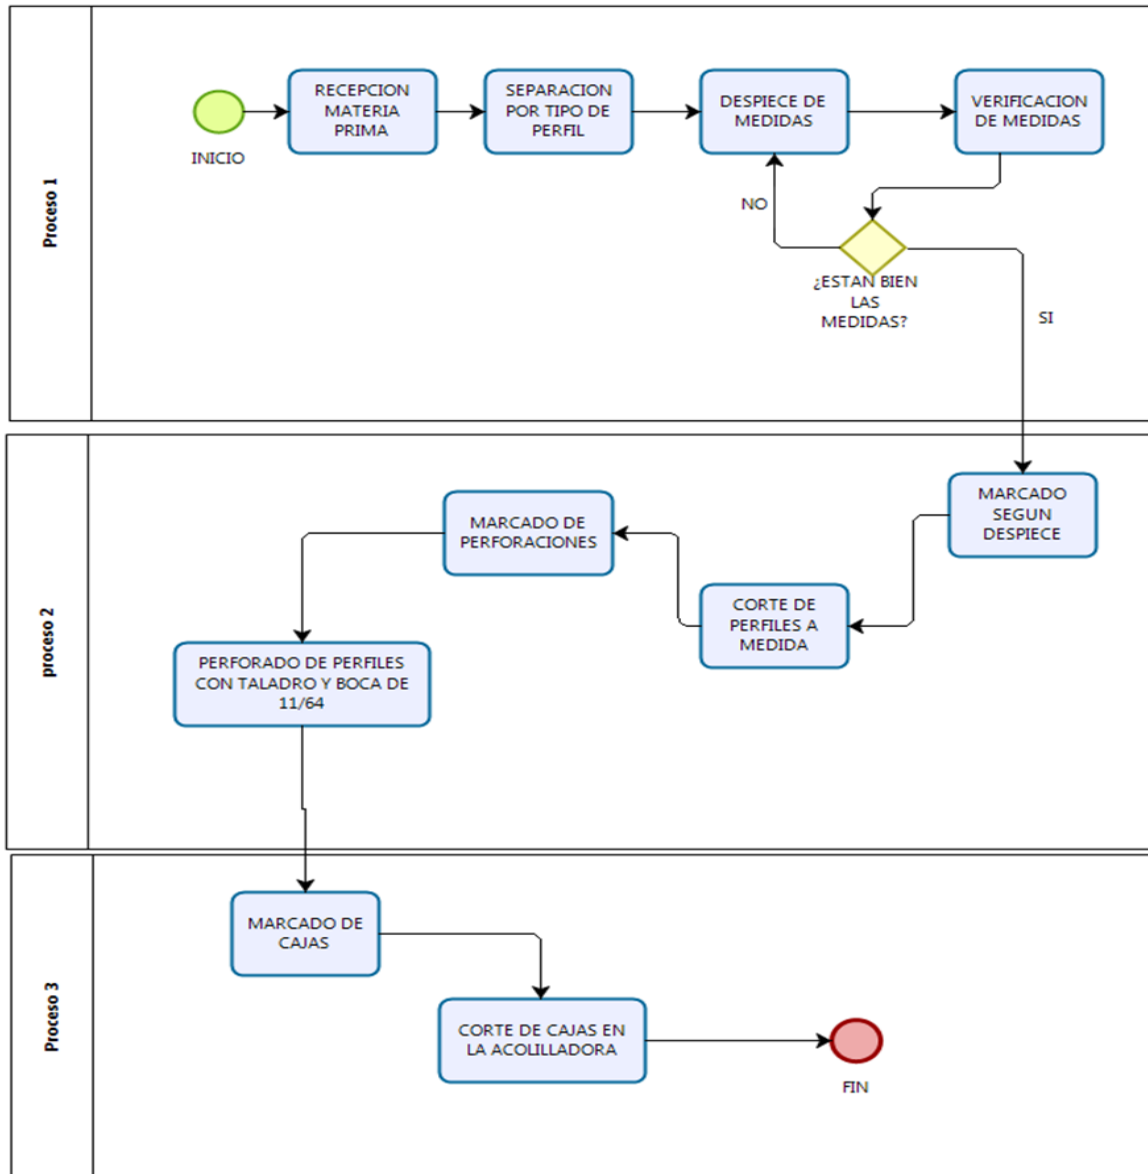 Proceso 1
INICIO
RECEPCION
MATERIA
PRIMA
SEPARACION
POR TIPO DE
PERFIL
DESPIECE DE
MEDIDAS
VERIFICACION
DE MEDIDAS
NO
¿ESTAN BIEN
LAS
MEDIDAS?
SI
proceso 2
MARCADO
SEGUN
DESPIECE
CORTE DE
PERFILES A
MEDIDA
MARCADO DE
PERFORACIONES
PERFORADO DE PERFILES
CON TALADRO Y BOCA DE
11/64
Proceso 3
MARCADO DE
CAJAS
CORTE DE CAJAS EN
LA ACOLILLADORA
FIN